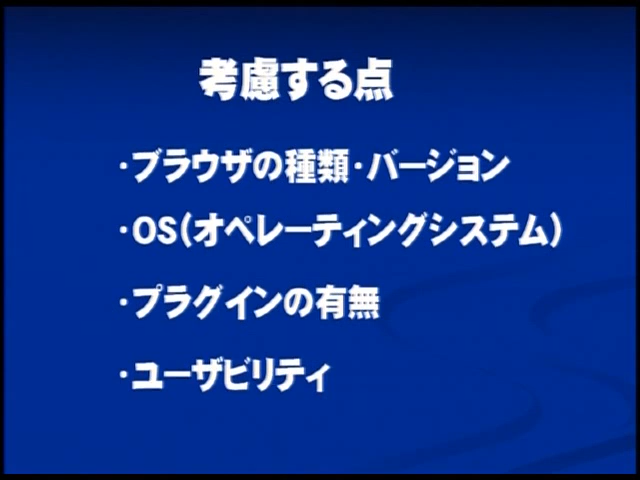 考慮する点
・ブラウザの種類・バージョン
・OS(オペレーティングシステム)
・プラグインの有無
・ユーザビリティ